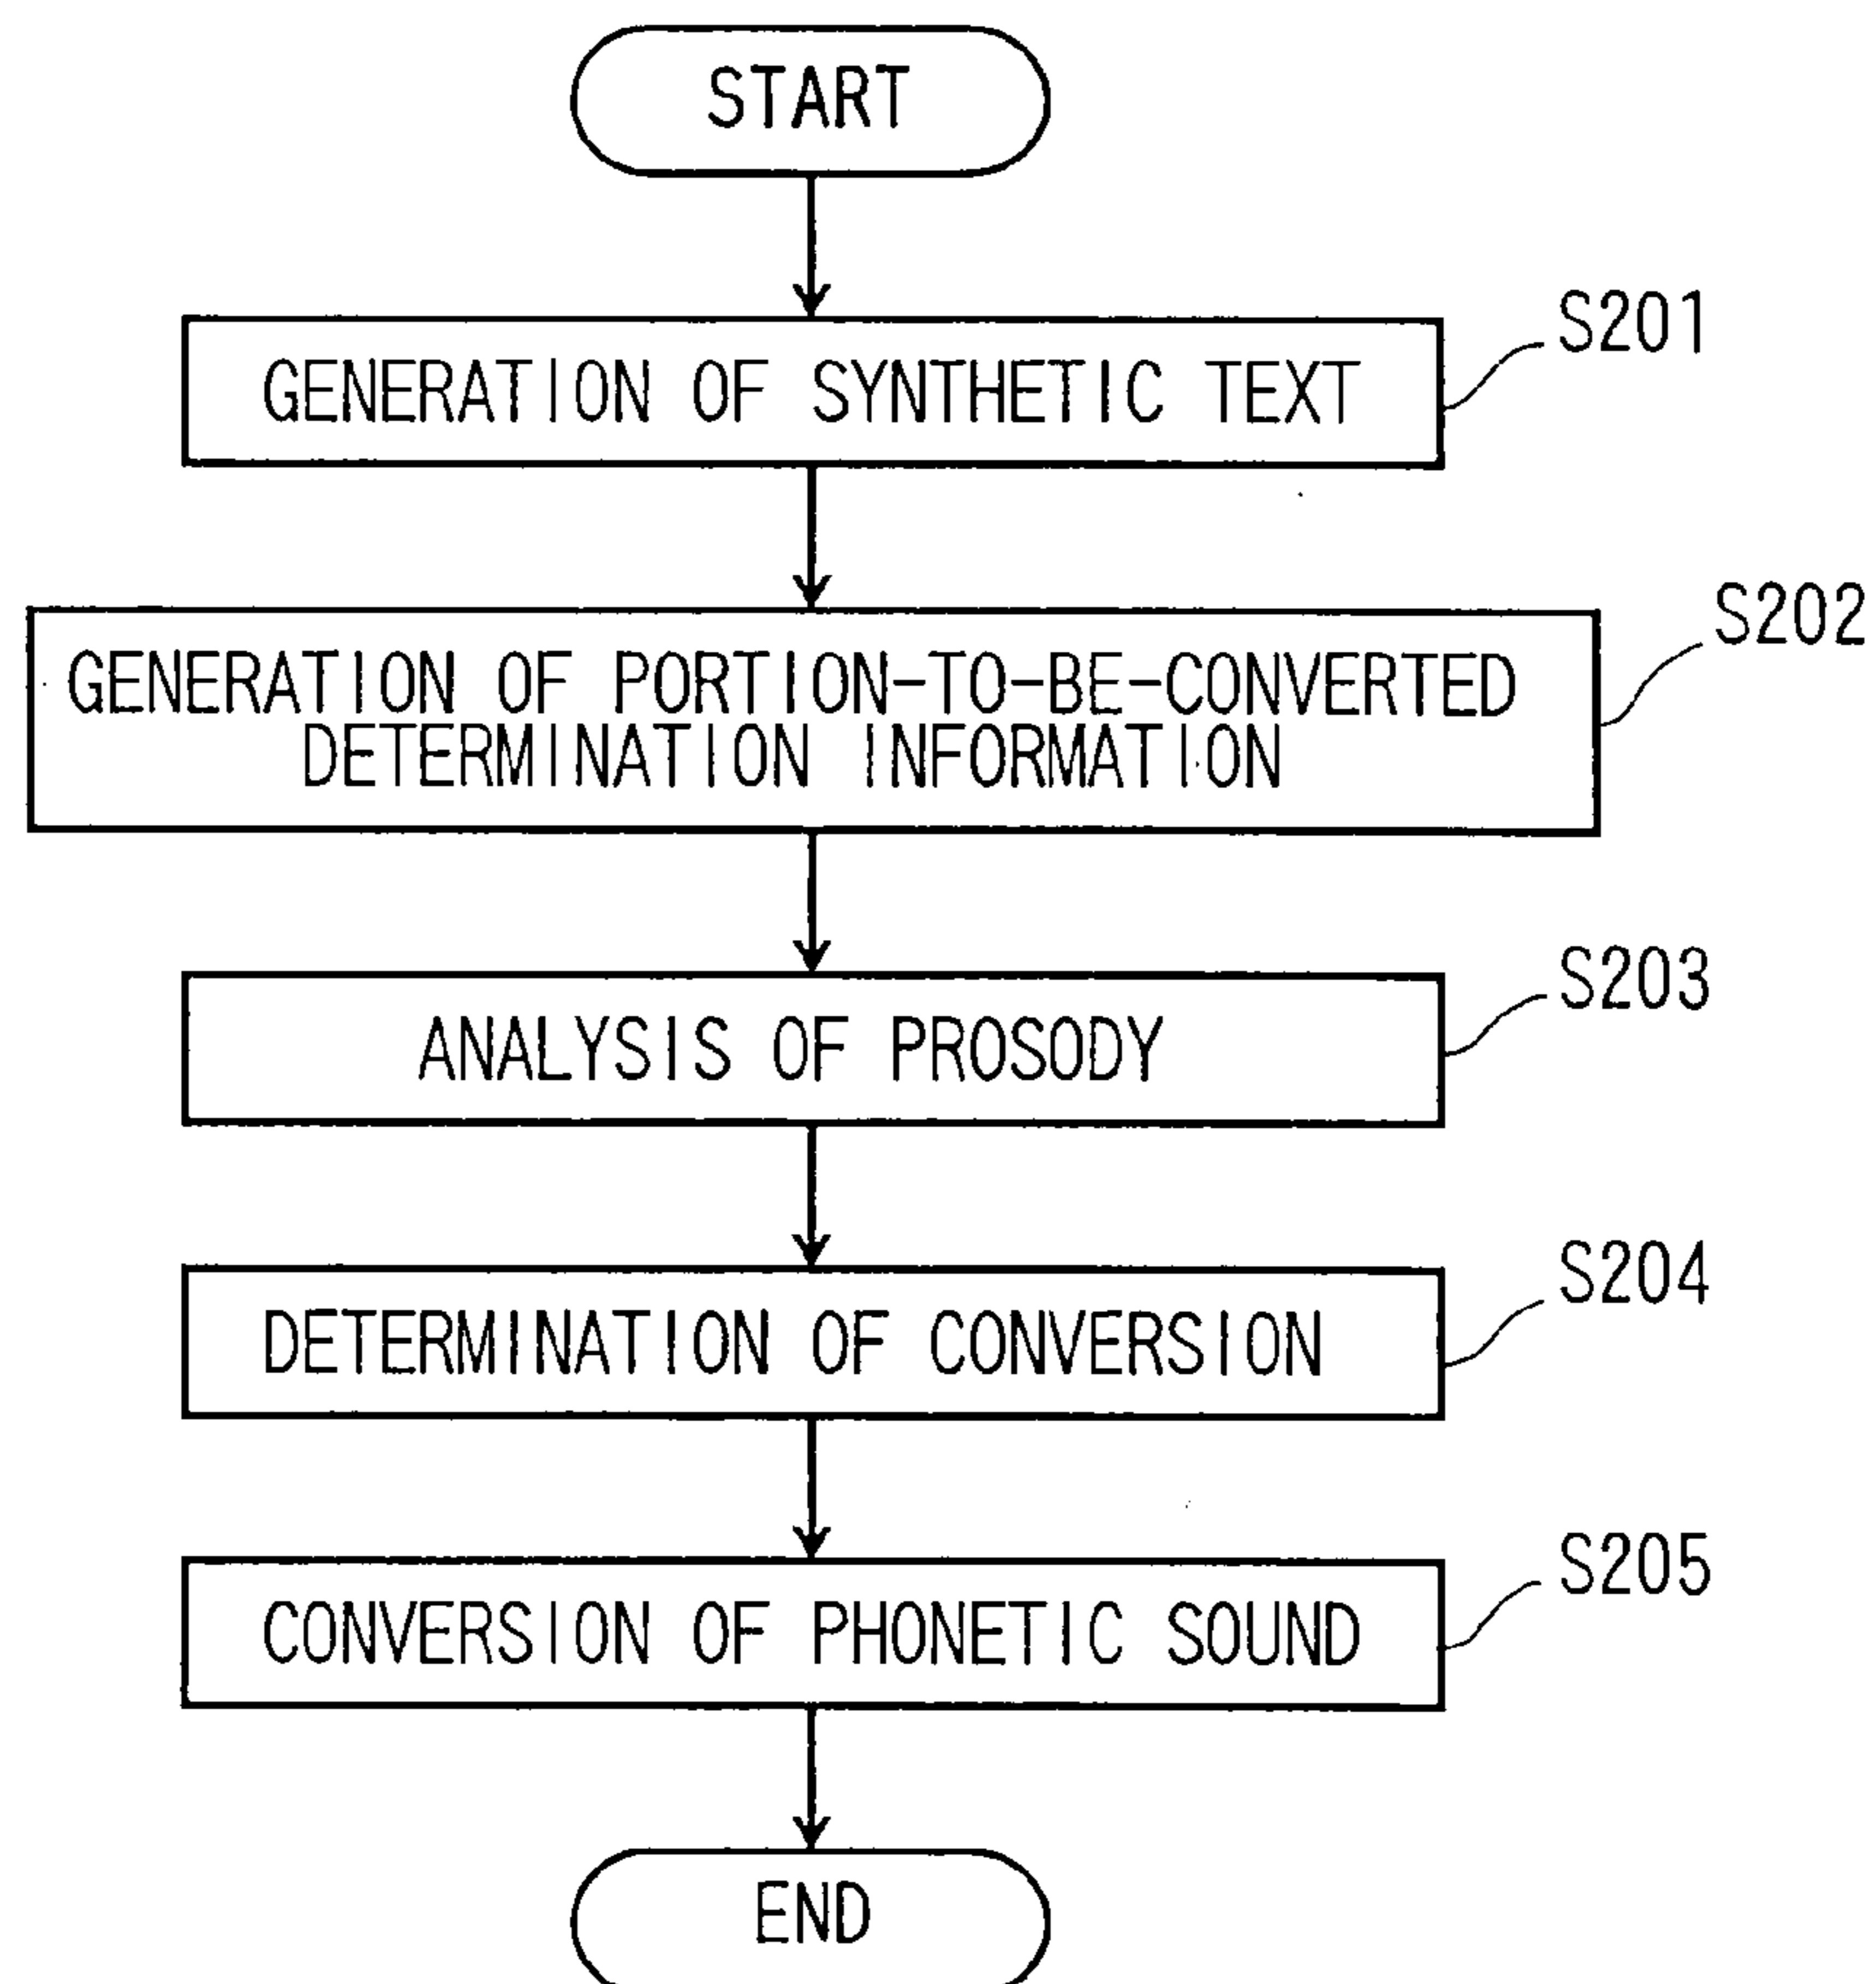 START
S201
GENERATION OF SYNTHETIC TEXT
S202
GENERATION OF PORTION-TO-BE-CONVERTED
DETERMINATION INFORMATION
S203
ANALYSIS OF PROSODY
S204
DETERMINATION OF CONVERSION
S205
CONVERSION OF PHONETIC SOUND
END